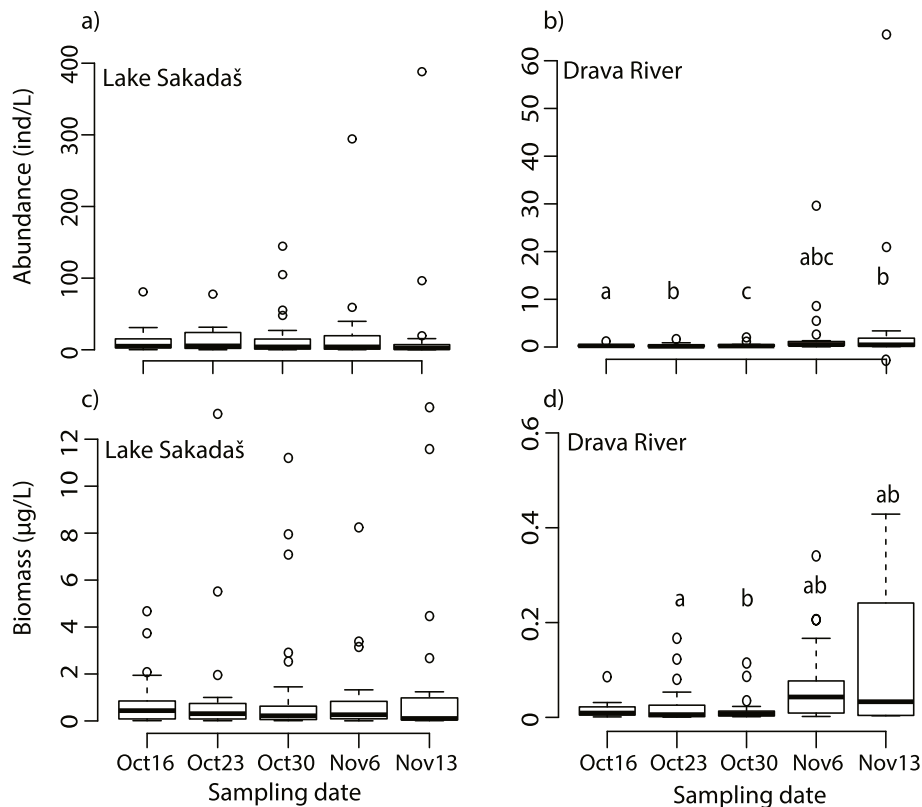 a)
Lake Sakadaš
Abundance (ind/L)
0 100 200 300 400
b)
Drava River
0 10 20 30 40 50 60
a b c abc b
c)
Lake Sakadaš
Biomass (µg/L)
0 2 4 6 8 10 12
Oct16 Oct23 Oct30 Nov6 Nov13
Sampling date
d)
Drava River
0 0.2 0.4 0.6
a b ab ab
Oct16 Oct23 Oct30 Nov6 Nov13
Sampling date